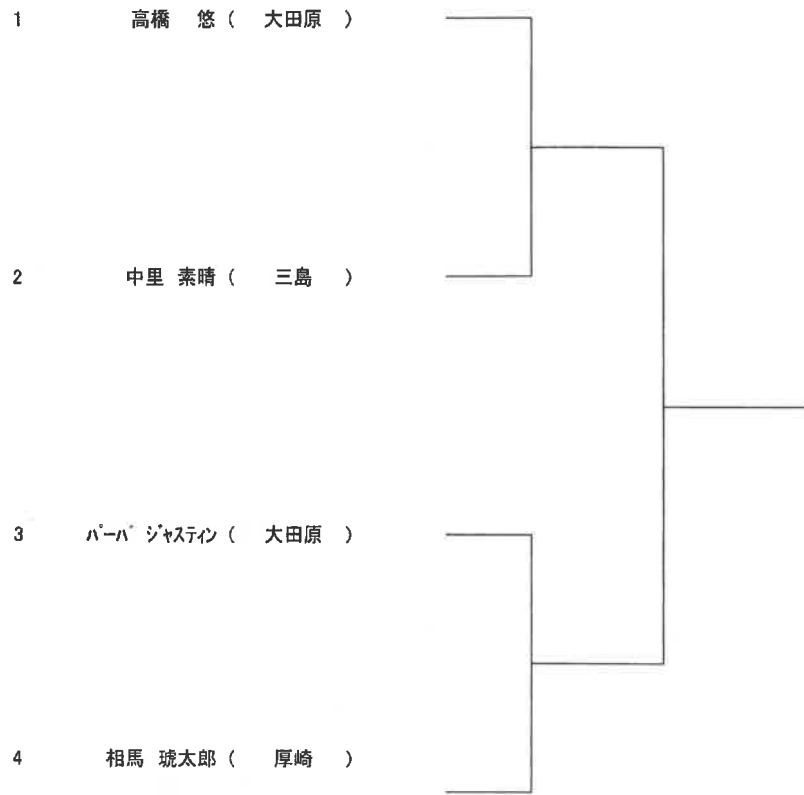 1 高橋 悠 ( 大田原 )
2 中里 素晴 ( 三島 )
3 パーパ ジャスティン ( 大田原 )
4 相馬 琥太郎 ( 厚崎 )